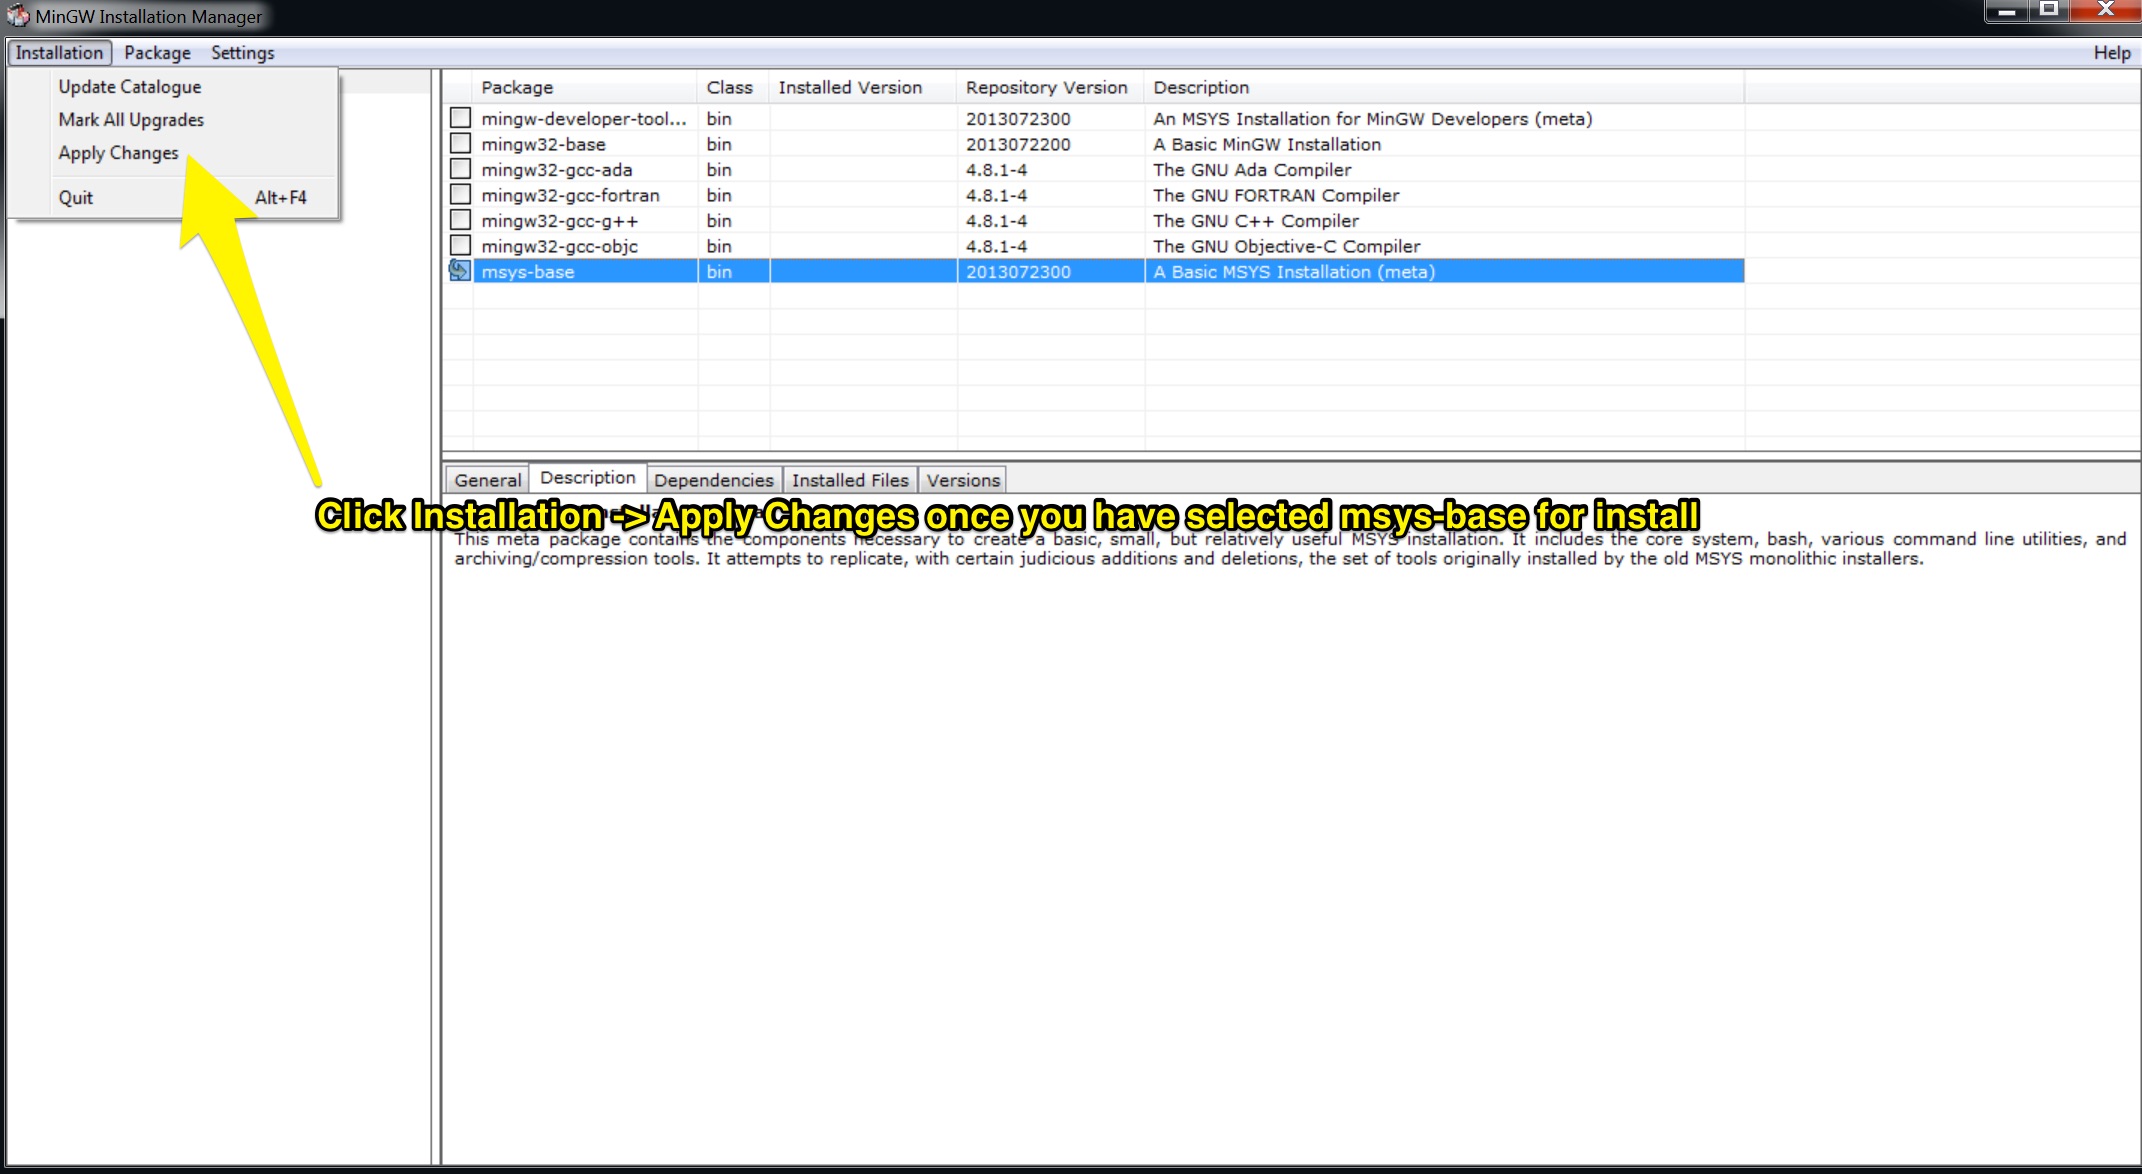 MinGW Installation Manager
Installation Package Settings Help
Update Catalogue
Mark All Upgrades
Apply Changes
Quit Alt+F4
Package Class Installed Version Repository Version Description
mingw-developer-tool... bin 2013072300 An MSYS Installation for MinGW Developers (meta)
mingw32-base bin 2013072200 A Basic MinGW Installation
mingw32-gcc-ada bin 4.8.1-4 The GNU Ada Compiler
mingw32-gcc-fortran bin 4.8.1-4 The GNU FORTRAN Compiler
mingw32-gcc-g++ bin 4.8.1-4 The GNU C++ Compiler
mingw32-gcc-objc bin 4.8.1-4 The GNU Objective-C Compiler
msys-base bin 2013072300 A Basic MSYS Installation (meta)
General Description Dependencies Installed Files Versions
Click Installation -> Apply Changes once you have selected msys-base for install
This meta package contains the components necessary to create a basic, small, but relatively useful MSYS installation. It includes the core system, bash, various command line utilities, and
archiving/compression tools. It attempts to replicate, with certain judicious additions and deletions, the set of tools originally installed by the old MSYS monolithic installers.